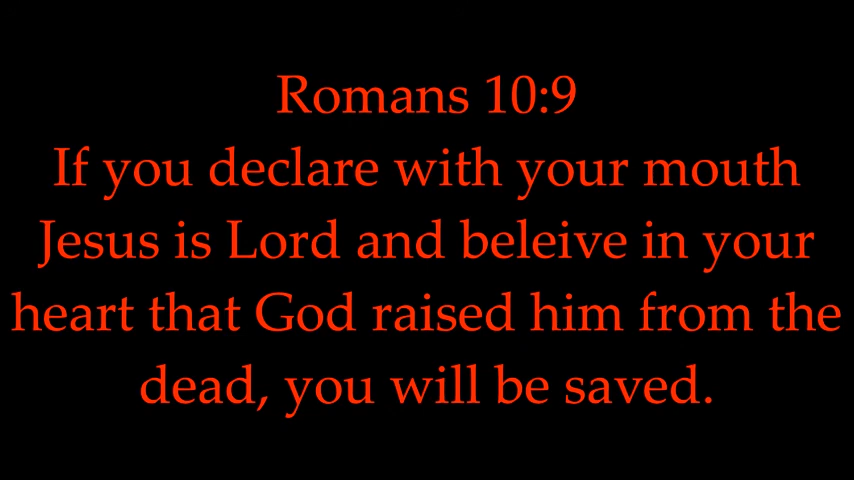 Romans 10:9
If you declare with your mouth
Jesus is Lord and beleive in your
heart that God raised him from the
dead, you will be saved.